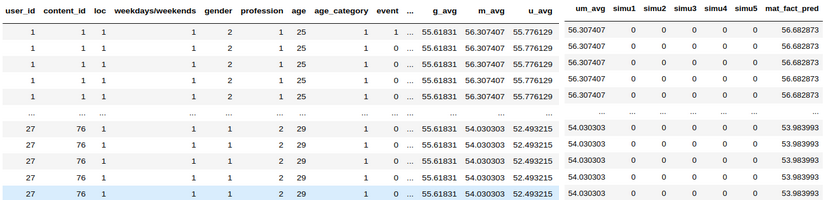 user_id content_id loc weekdays/weekends gender profession age age_category event ... g_avg m_avg u_avg um_avg simu1 simu2 simu3 simu4 simu5 mat_fact_pred
1 1 1 1 2 1 25 1 1 ... 55.61831 56.307407 55.776129 56.307407 0 0 0 0 0 56.682873
1 1 1 1 2 1 25 1 0 ... 55.61831 56.307407 55.776129 56.307407 0 0 0 0 0 56.682873
1 1 1 1 2 1 25 1 0 ... 55.61831 56.307407 55.776129 56.307407 0 0 0 0 0 56.682873
1 1 1 1 2 1 25 1 0 ... 55.61831 56.307407 55.776129 56.307407 0 0 0 0 0 56.682873
1 1 1 1 2 1 25 1 0 ... 55.61831 56.307407 55.776129 56.307407 0 0 0 0 0 56.682873
... ... ... ... ... ... ... ... ... ... ... ... ... ... ... ... ... ... ... ...
27 76 1 1 1 2 29 1 0 ... 55.61831 54.030303 52.493215 54.030303 0 0 0 0 0 53.983993
27 76 1 1 1 2 29 1 0 ... 55.61831 54.030303 52.493215 54.030303 0 0 0 0 0 53.983993
27 76 1 1 1 2 29 1 0 ... 55.61831 54.030303 52.493215 54.030303 0 0 0 0 0 53.983993
27 76 1 1 1 2 29 1 0 ... 55.61831 54.030303 52.493215 54.030303 0 0 0 0 0 53.983993
27 76 1 1 1 2 29 1 0 ... 55.61831 54.030303 52.493215 54.030303 0 0 0 0 0 53.983993